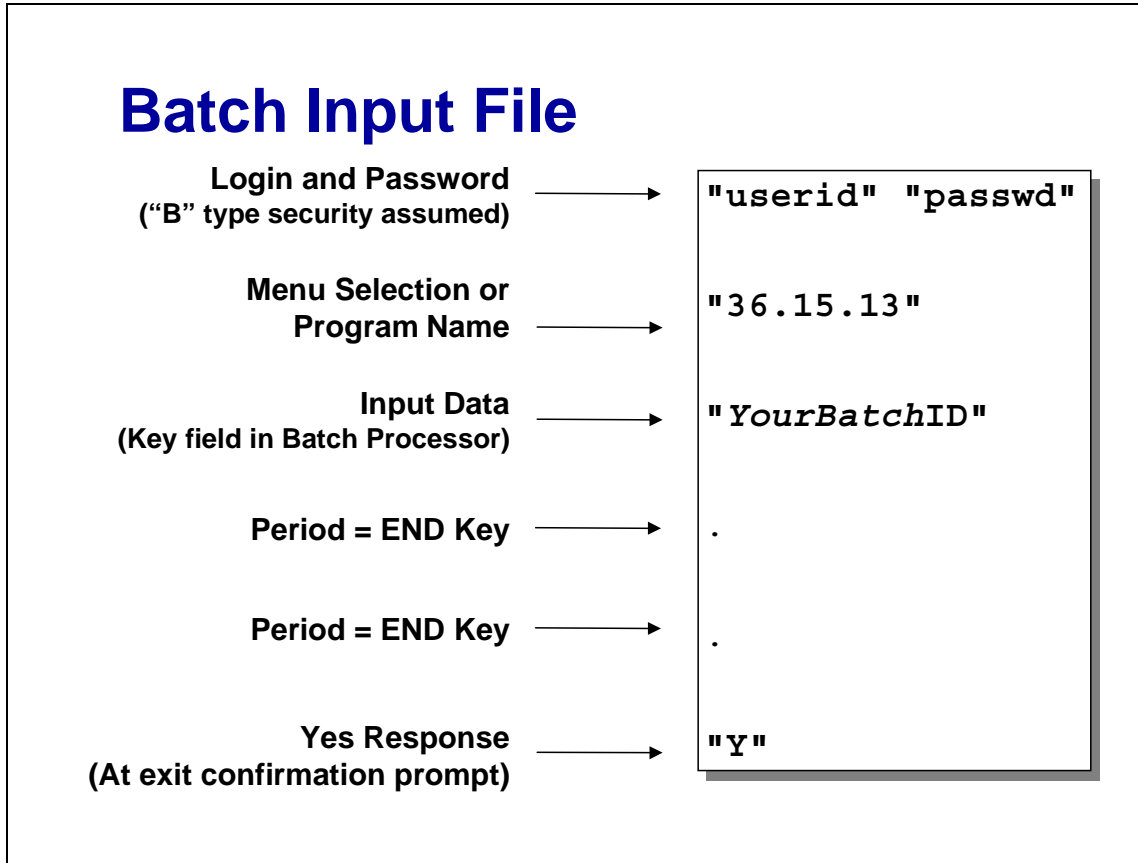 Batch Input File
Login and Password
(“B” type security assumed)
"userid" "passwd"
Menu Selection or
Program Name
"36.15.13"
Input Data
(Key field in Batch Processor)
"YourBatchID"
Period = END Key
.
Period = END Key
.
Yes Response
(At exit confirmation prompt)
"Y"